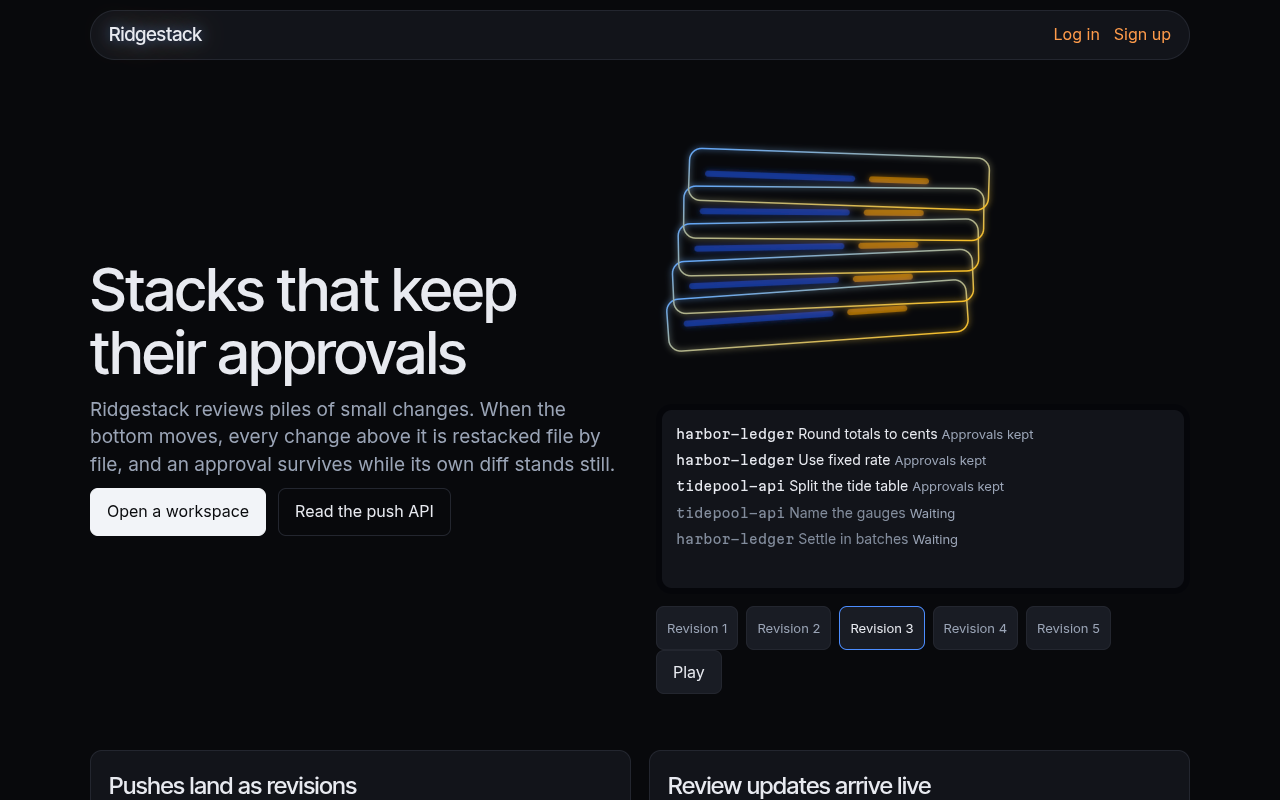 Ridgestack
Log in Sign up
Stacks that keep
their approvals
Ridgestack reviews piles of small changes. When the
bottom moves, every change above it is restacked file by
file, and an approval survives while its own diff stands still.
Open a workspace Read the push API
harbor-ledger Round totals to cents Approvals kept
harbor-ledger Use fixed rate Approvals kept
tidepool-api Split the tide table Approvals kept
tidepool-api Name the gauges Waiting
harbor-ledger Settle in batches Waiting
Revision 1 Revision 2 Revision 3 Revision 4 Revision 5
Play
Pushes land as revisions
Review updates arrive live